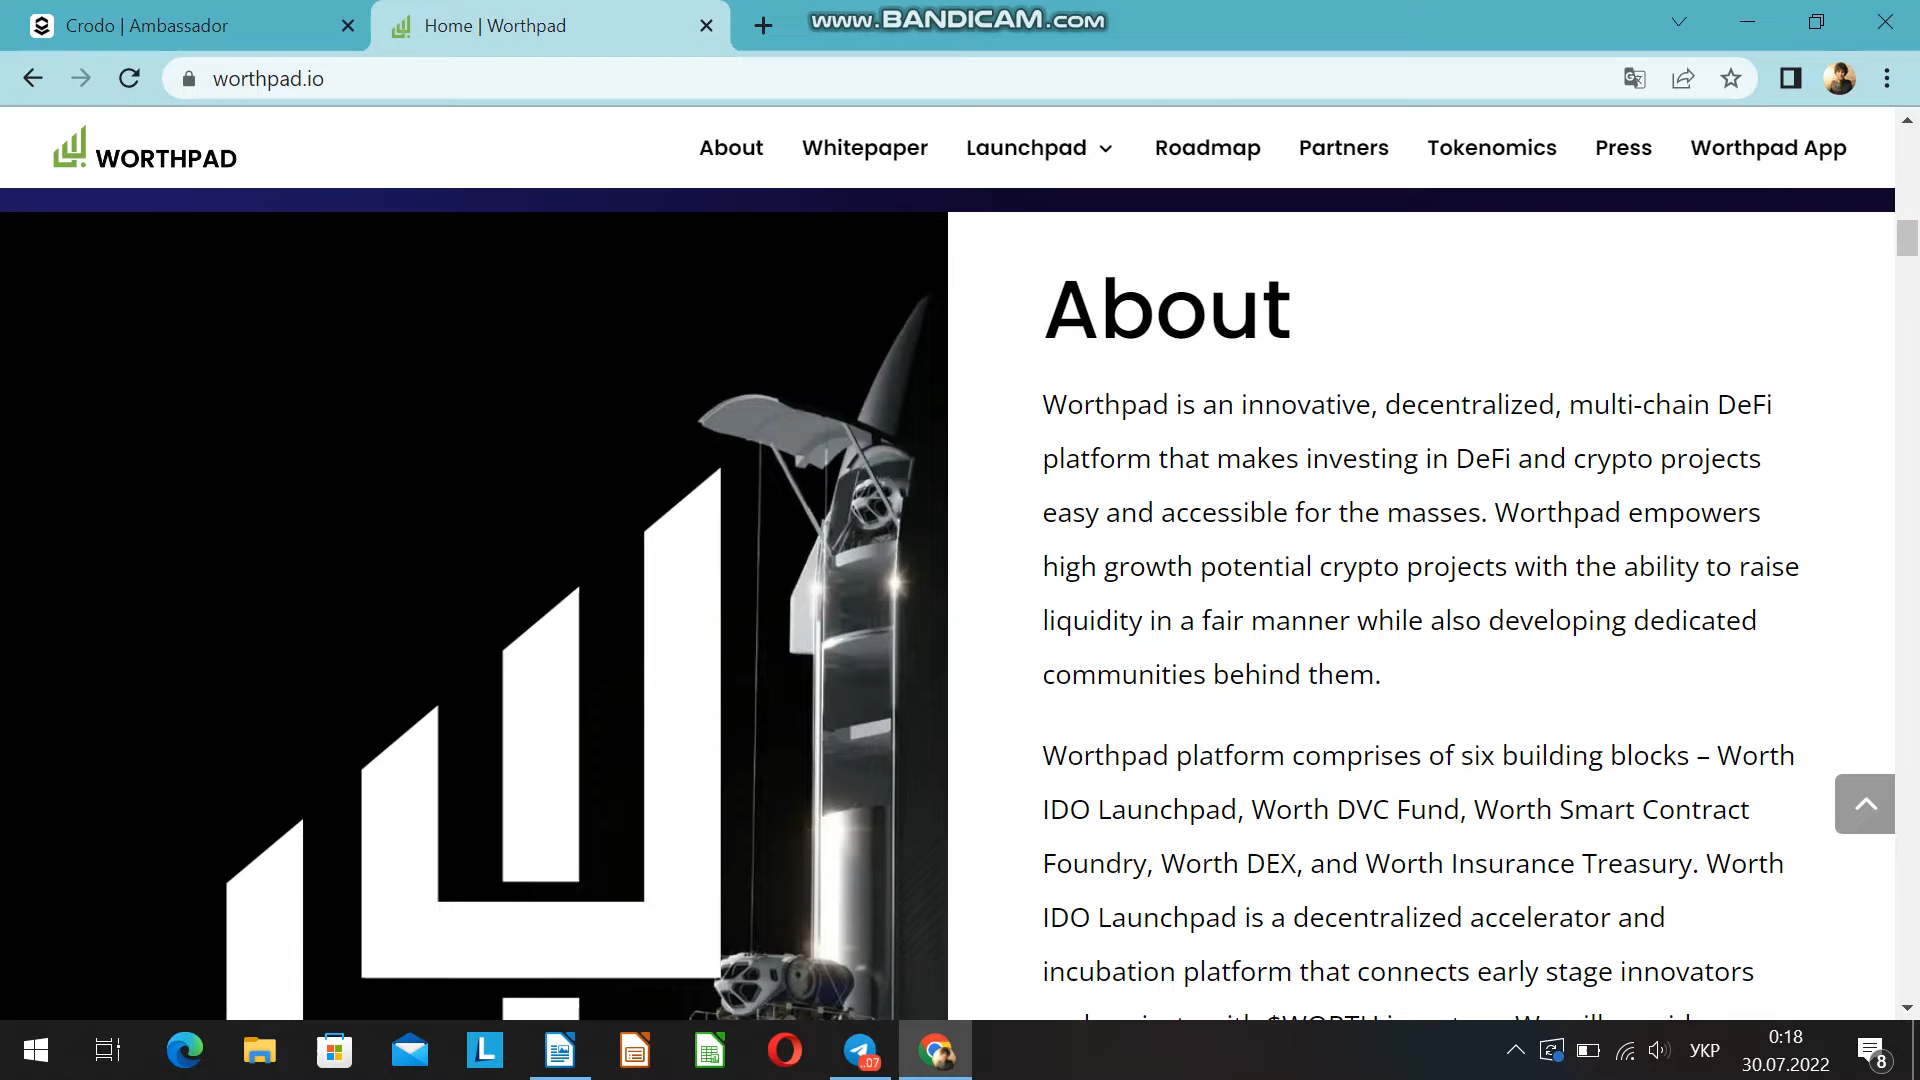 Crodo | Ambassador
Home | Worthpad
www.BANDICAM.com
worthpad.io
WORTHPAD
About
Whitepaper
Launchpad
Roadmap
Partners
Tokenomics
Press
Worthpad App
About
Worthpad is an innovative, decentralized, multi-chain DeFi
platform that makes investing in DeFi and crypto projects
easy and accessible for the masses. Worthpad empowers
high growth potential crypto projects with the ability to raise
liquidity in a fair manner while also developing dedicated
communities behind them.
Worthpad platform comprises of six building blocks – Worth
IDO Launchpad, Worth DVC Fund, Worth Smart Contract
Foundry, Worth DEX, and Worth Insurance Treasury. Worth
IDO Launchpad is a decentralized accelerator and
incubation platform that connects early stage innovators
L
..07
УКР
0:18
30.07.2022
8